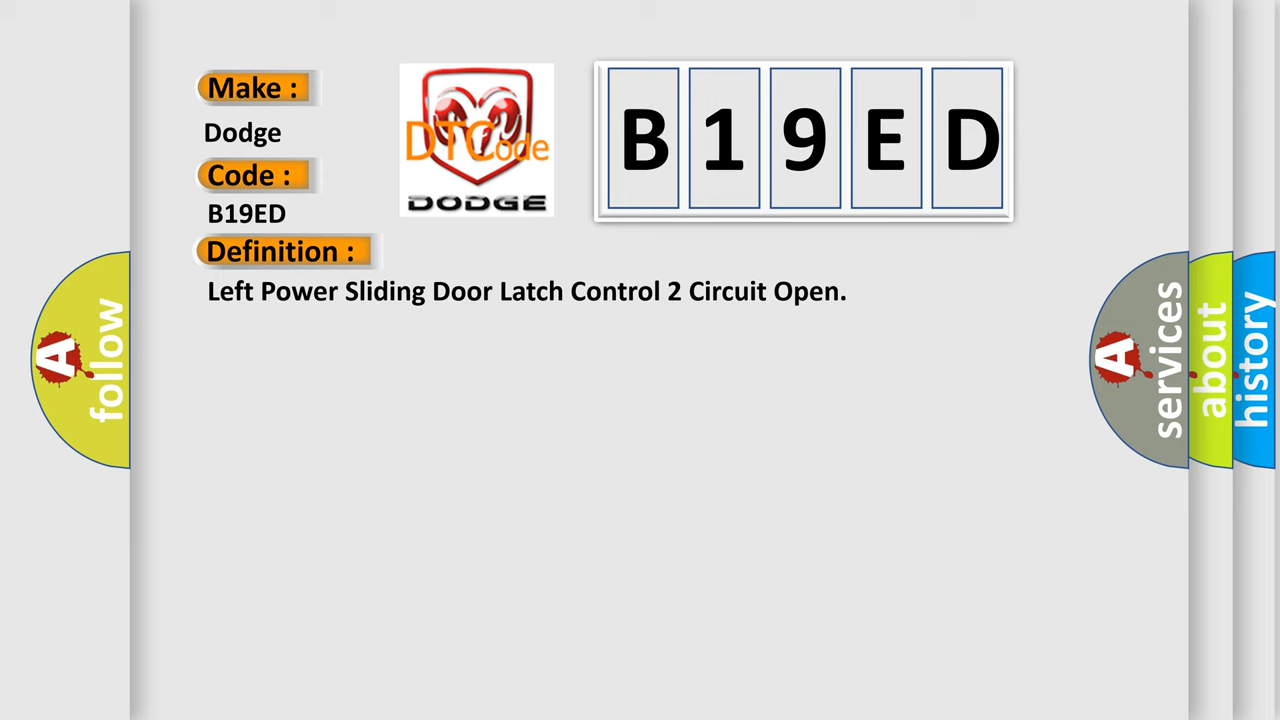 Make :
Dodge
Code :
B19ED
Definition :
Left Power Sliding Door Latch Control 2 Circuit Open.
DTCode
DODGE
B 1 9 E D
A follow
A services
about
history